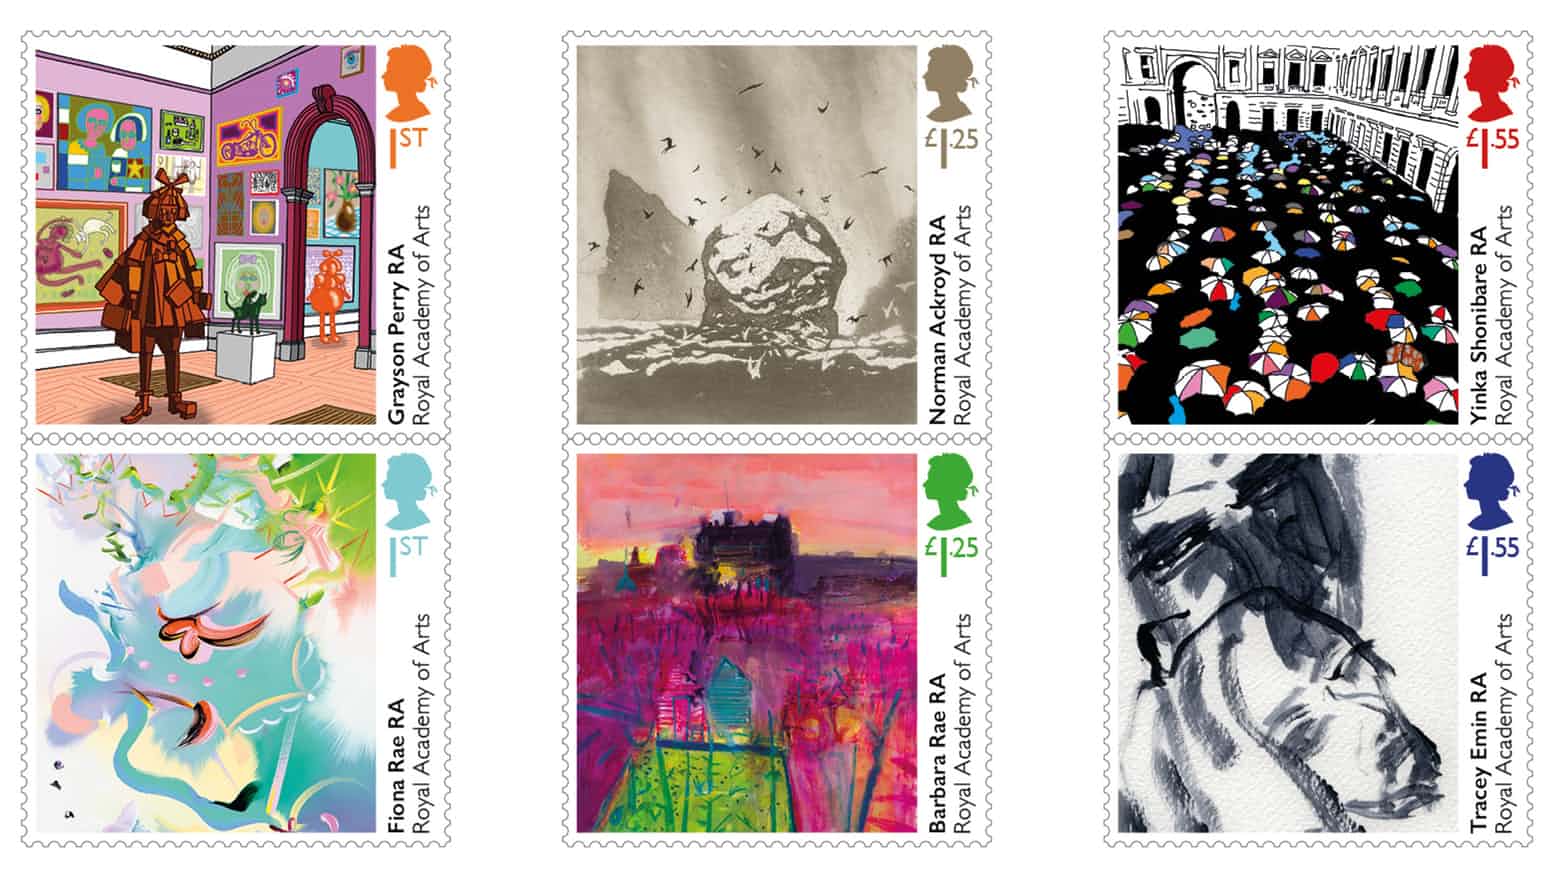 1ST
Grayson Perry RA
Royal Academy of Arts
£1.25
Norman Ackroyd RA
Royal Academy of Arts
£1.55
Yinka Shonibare RA
Royal Academy of Arts
1ST
Fiona Rae RA
Royal Academy of Arts
£1.25
Barbara Rae RA
Royal Academy of Arts
£1.55
Tracey Emin RA
Royal Academy of Arts